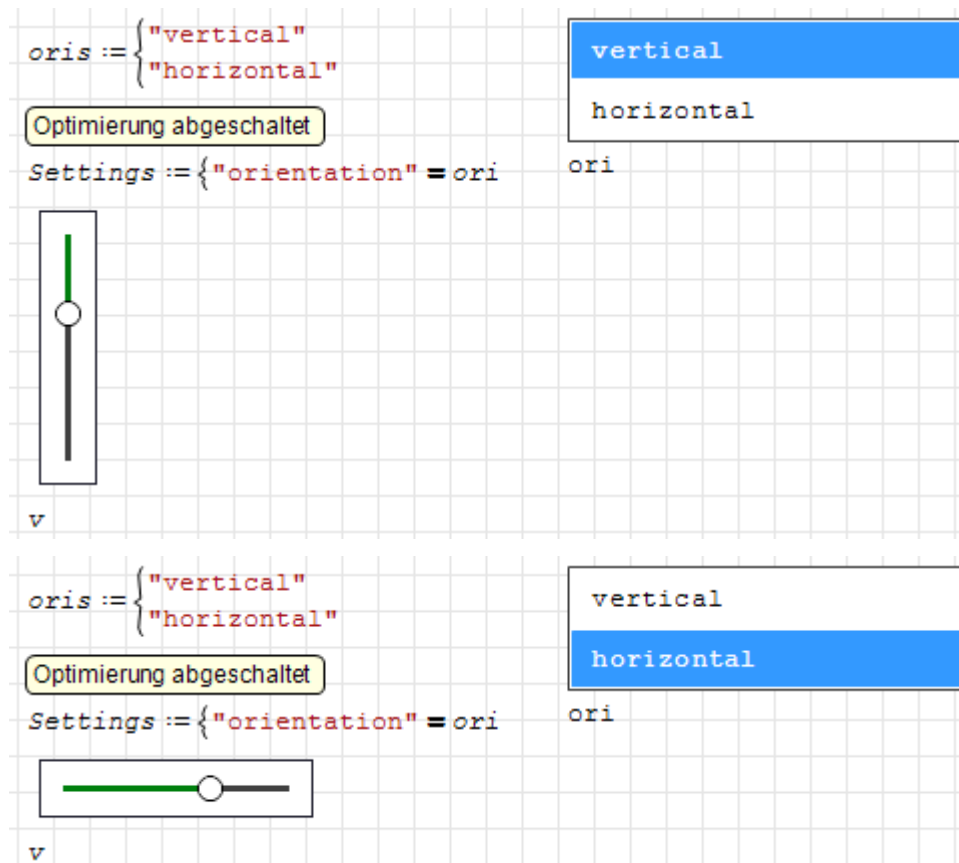 oris := { "vertical"
"horizontal"
vertical
horizontal
ori
Optimierung abgeschaltet
Settings := { "orientation" = ori
v
oris := { "vertical"
"horizontal"
vertical
horizontal
ori
Optimierung abgeschaltet
Settings := { "orientation" = ori
v